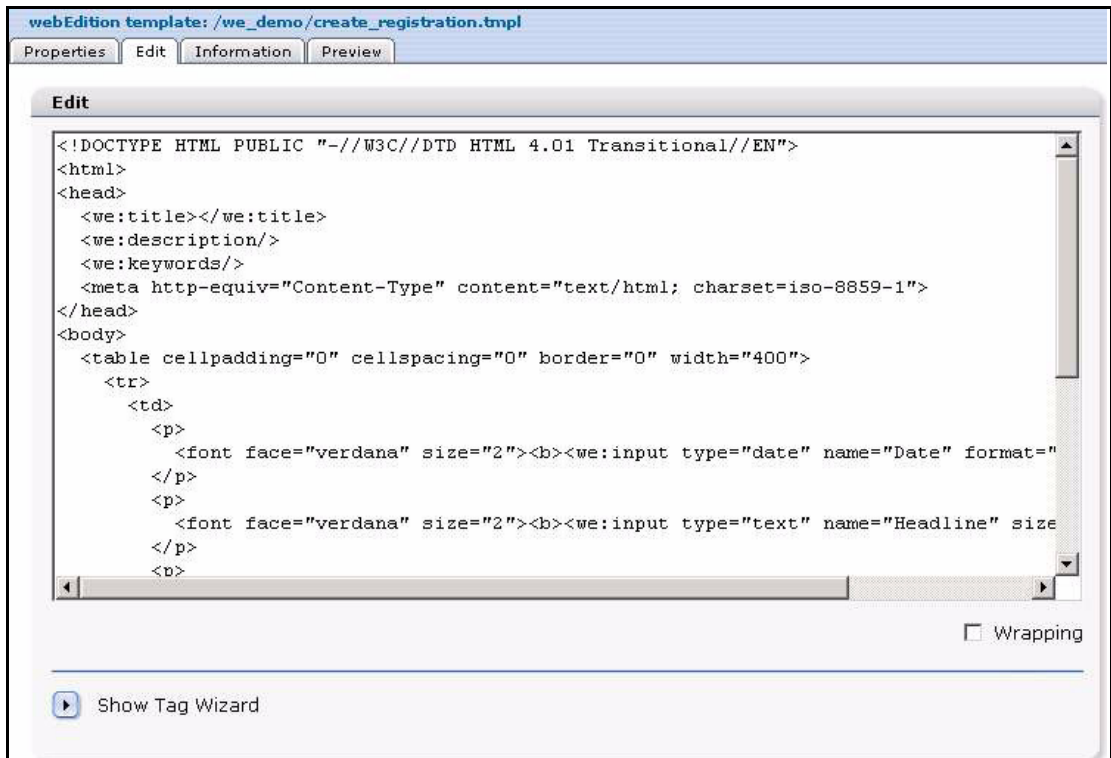 webEdition template: /we_demo/create_registration.tmpl
Properties Edit Information Preview
Edit
<!DOCTYPE HTML PUBLIC "-//W3C//DTD HTML 4.01 Transitional//EN">
<html>
<head>
  <we:title></we:title>
  <we:description/>
  <we:keywords/>
  <meta http-equiv="Content-Type" content="text/html; charset=iso-8859-1">
</head>
<body>
  <table cellpadding="0" cellspacing="0" border="0" width="400">
    <tr>
      <td>
        <p>
          <font face="verdana" size="2"><b><we:input type="date" name="Date" format="
        </p>
        <p>
          <font face="verdana" size="2"><b><we:input type="text" name="Headline" size
        </p>
        <p>
Wrapping
Show Tag Wizard